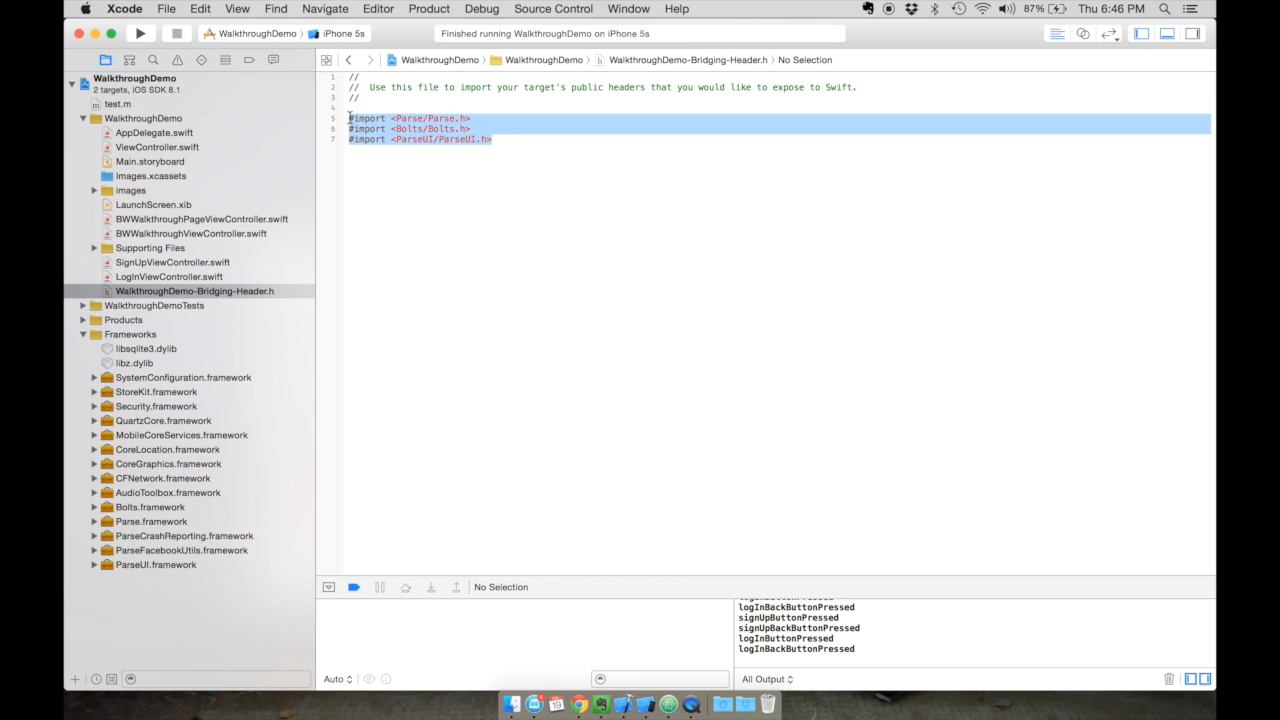 Xcode File Edit View Find Navigate Editor Product Debug Source Control Window Help 87% Thu 6:46 PM
WalkthroughDemo iPhone 5s Finished running WalkthroughDemo on iPhone 5s
WalkthroughDemo WalkthroughDemo WalkthroughDemo-Bridging-Header.h No Selection
WalkthroughDemo
2 targets, iOS SDK 8.1
test.m
WalkthroughDemo
AppDelegate.swift
ViewController.swift
Main.storyboard
Images.xcassets
images
LaunchScreen.xib
BWWalkthroughPageViewController.swift
BWWalkthroughViewController.swift
Supporting Files
SignUpViewController.swift
LogInViewController.swift
WalkthroughDemo-Bridging-Header.h
WalkthroughDemoTests
Products
Frameworks
libsqlite3.dylib
libz.dylib
SystemConfiguration.framework
StoreKit.framework
Security.framework
QuartzCore.framework
MobileCoreServices.framework
CoreLocation.framework
CoreGraphics.framework
CFNetwork.framework
AudioToolbox.framework
Bolts.framework
Parse.framework
ParseCrashReporting.framework
ParseFacebookUtils.framework
ParseUI.framework
1 //
2 // Use this file to import your target's public headers that you would like to expose to Swift.
3 //
4
5 #import <Parse/Parse.h>
6 #import <Bolts/Bolts.h>
7 #import <ParseUI/ParseUI.h>
No Selection
logInButtonPressed
logInBackButtonPressed
signUpButtonPressed
signUpBackButtonPressed
logInButtonPressed
logInBackButtonPressed
Auto
All Output
19